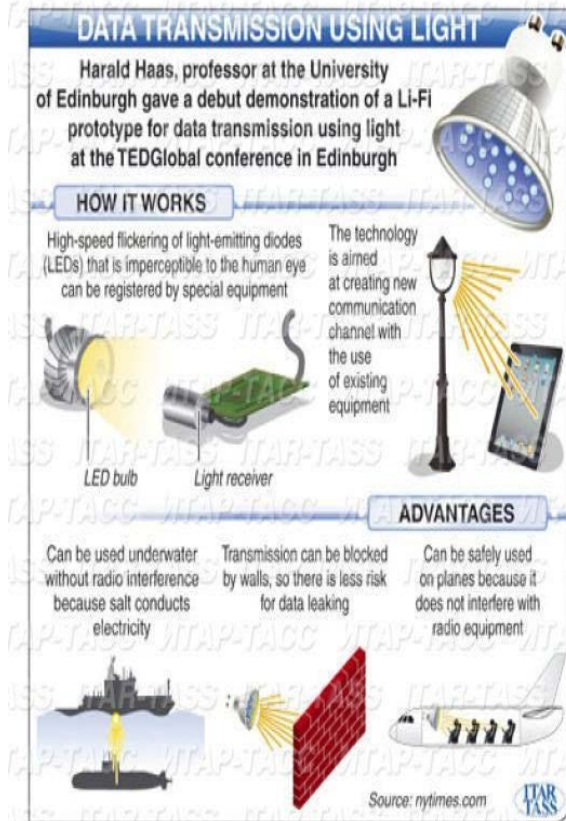 DATA TRANSMISSION USING LIGHT
Harald Haas, professor at the University
of Edinburgh gave a debut demonstration of a Li-Fi
prototype for data transmission using light
at the TEDGlobal conference in Edinburgh
HOW IT WORKS
High-speed flickering of light-emitting diodes
(LEDs) that is imperceptible to the human eye
can be registered by special equipment
LED bulb
Light receiver
The technology
is aimed
at creating new
communication
channel with
the use
of existing
equipment
ADVANTAGES
Can be used underwater
without radio interference
because salt conducts
electricity
Transmission can be blocked
by walls, so there is less risk
for data leaking
Can be safely used
on planes because it
does not interfere with
radio equipment
Source: nytimes.com
ITAR
TASS
ITAR-TASS
ИТАР-ТАСС